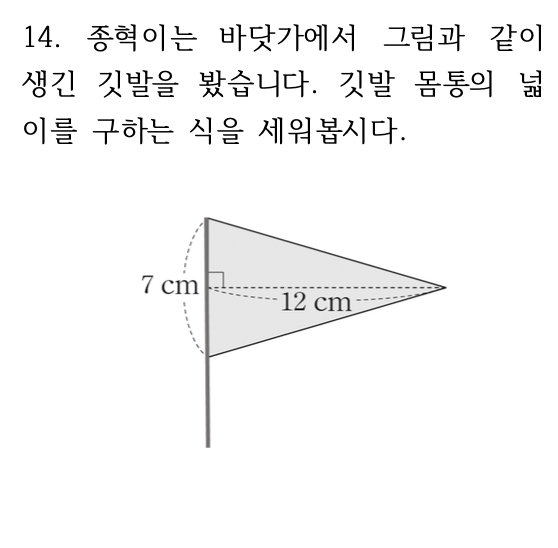 14. 종혁이는 바닷가에서 그림과 같이
생긴 깃발을 봤습니다. 깃발 몸통의 넓
이를 구하는 식을 세워봅시다.
7 cm
12 cm